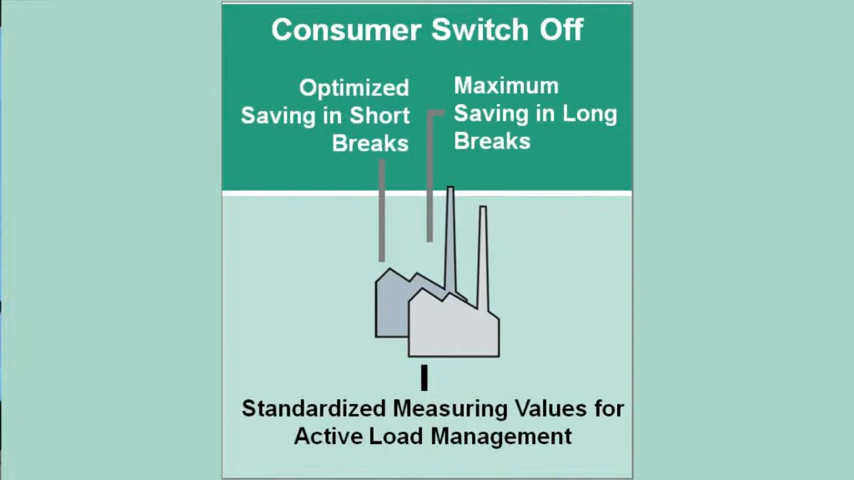 Consumer Switch Off
Optimized
Saving in Short
Breaks
Maximum
Saving in Long
Breaks
Standardized Measuring Values for
Active Load Management